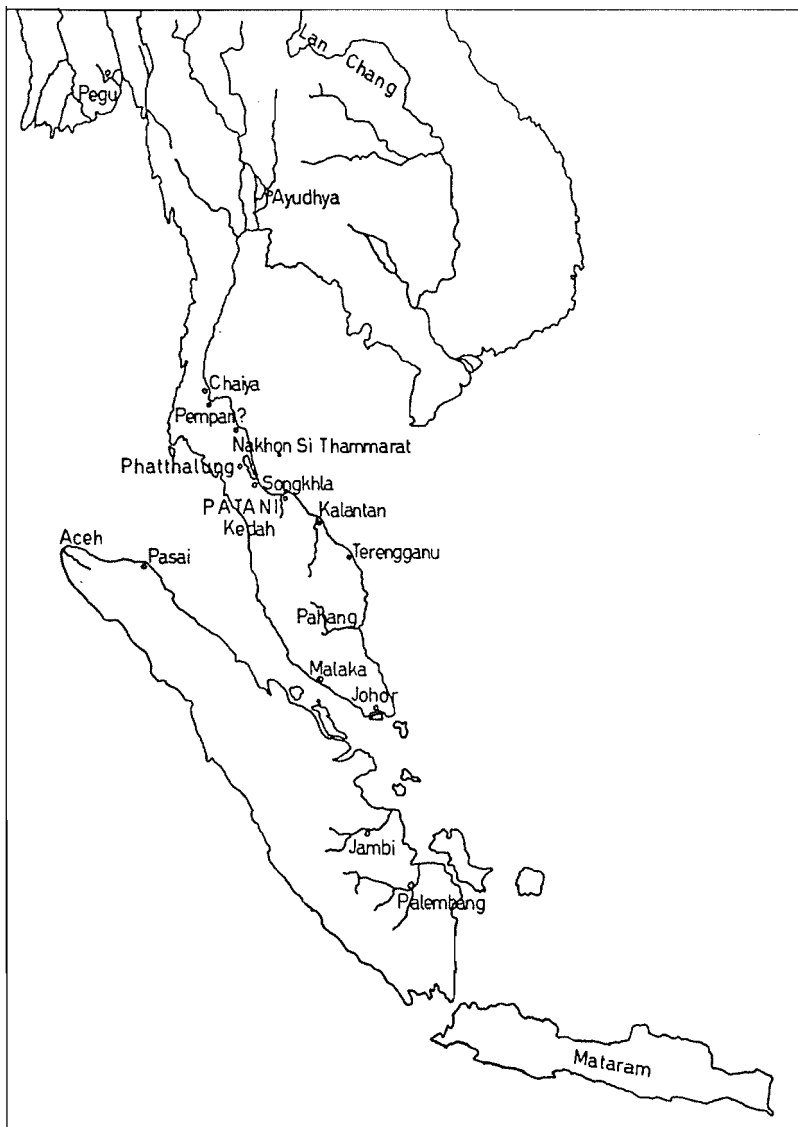 Lan Chang
Pegu
Ayudhya
Chaiya
Pempan?
Nakhon Si Thammarat
Phatthalung
Songkhla
PATANI
Kalantan
Kedah
Aceh
Pasai
Terengganu
Pahang
Malaka
Johor
Jambi
Palembang
Mataram